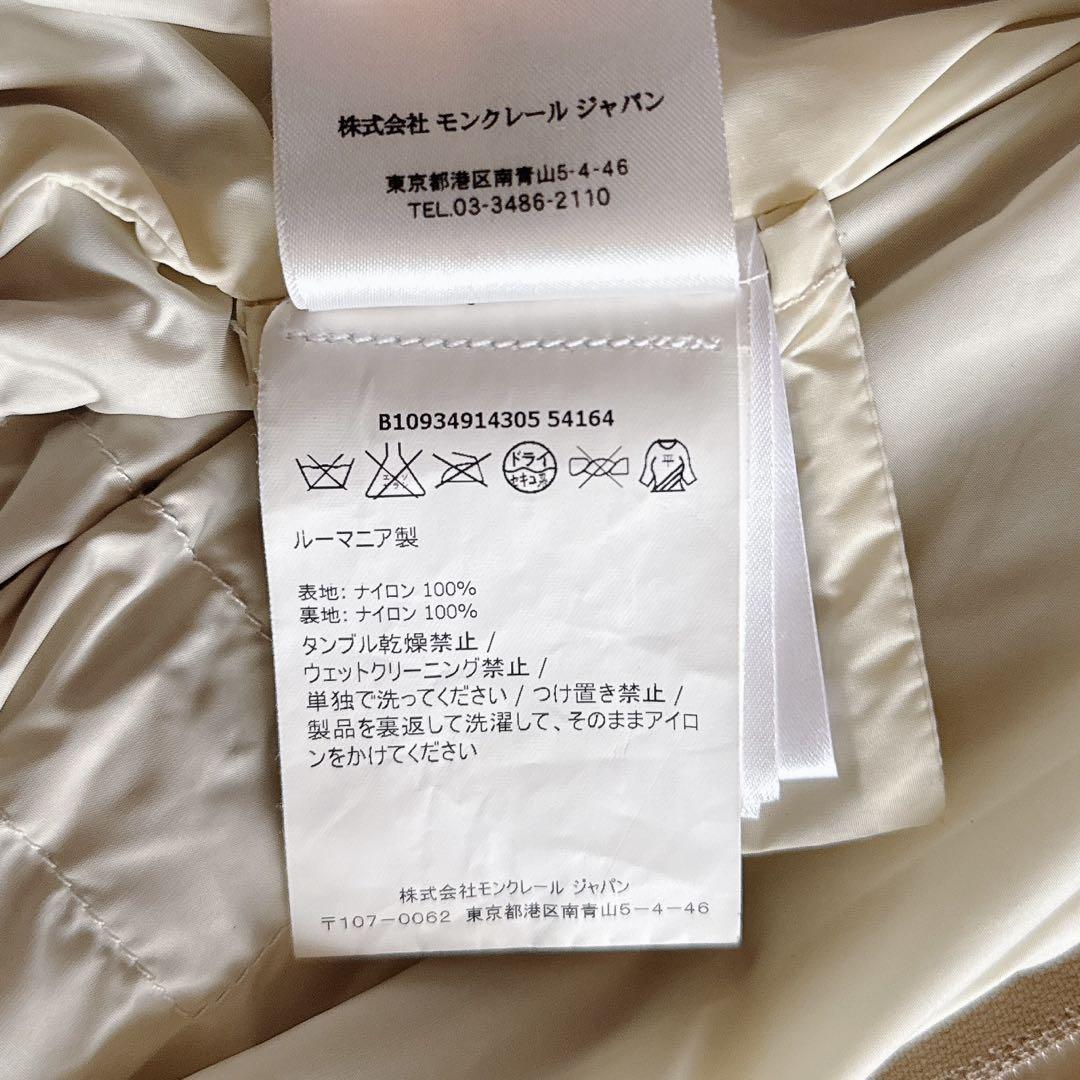 株式会社 モンクレール ジャパン
東京都港区南青山5-4-46
TEL.03-3486-2110
B10934914305 54164
エンソ サラシ
ドライ
セキユ系
平
ルーマニア製
表地: ナイロン 100%
裏地: ナイロン 100%
タンブル乾燥禁止 /
ウェットクリーニング禁止 /
単独で洗ってください / つけ置き禁止 /
製品を裏返して洗濯して、そのままアイロ
ンをかけてください
株式会社モンクレール ジャパン
〒107-0062 東京都港区南青山5-4-46